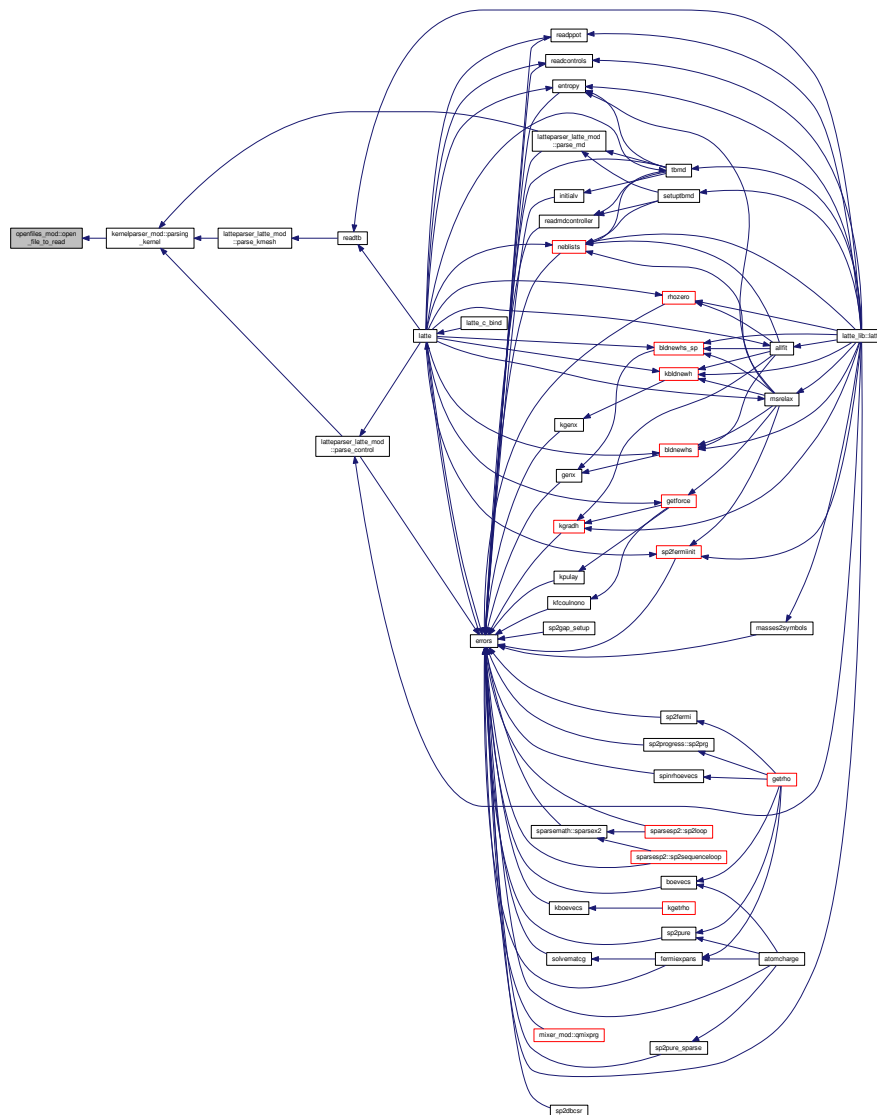 readppot
readcontrols
entropy
latteparser_latte_mod
::parse_md
tbmd
initialv
setuptbmd
readmdcontroller
openfiles_mod::open
_file_to_read
kernelparser_mod::parsing
_kernel
latteparser_latte_mod
::parse_kmesh
readtb
neblists
rhozero
latte_c_bind
latte
latte_lib::latt
bldnewhs_sp
allfit
kbldnewh
msrelax
kgenx
latteparser_latte_mod
::parse_control
bldnewhs
genx
getforce
kgradh
sp2fermiinit
kpulay
kfcoulnono
sp2gap_setup
masses2symbols
errors
sp2fermi
sp2progress::sp2prg
spinrhoevecs
getrho
sparsemath::sparsex2
sparsesp2::sp2loop
sparsesp2::sp2sequenceloop
boevecs
kboevecs
kgetrho
sp2pure
solvematcg
fermiexpans
atomcharge
mixer_mod::qmixprg
sp2pure_sparse
sp2dbcsr